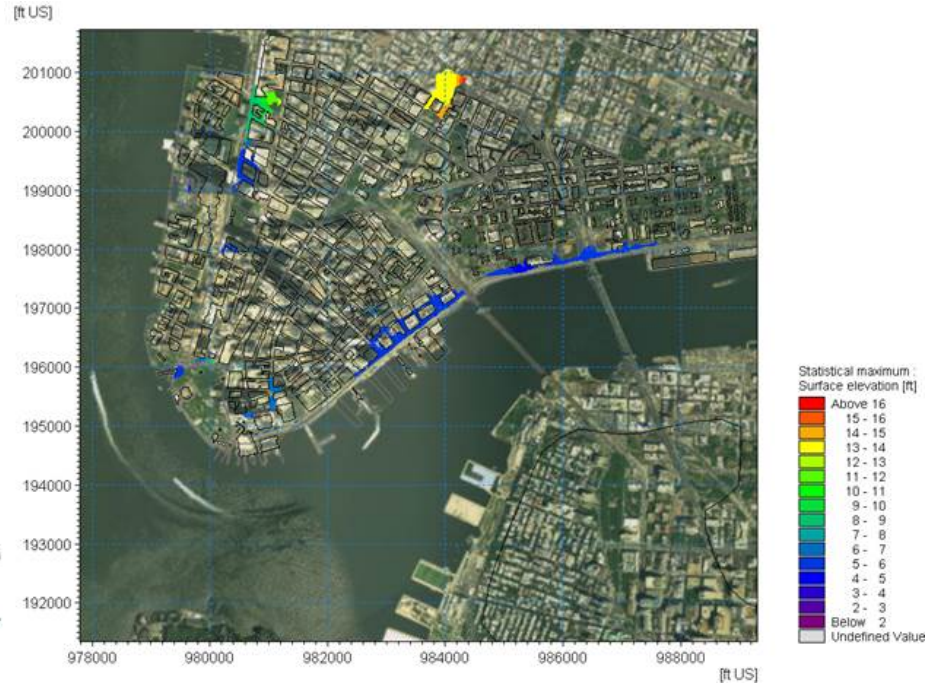 [ft US]
201000
200000
199000
198000
197000
196000
195000
194000
193000
192000
978000
980000
982000
984000
986000
988000
[ft US]
Statistical maximum :
Surface elevation [ft]
Above 16
15 - 16
14 - 15
13 - 14
12 - 13
11 - 12
10 - 11
9 - 10
8 - 9
7 - 8
6 - 7
5 - 6
4 - 5
3 - 4
2 - 3
Below 2
Undefined Value